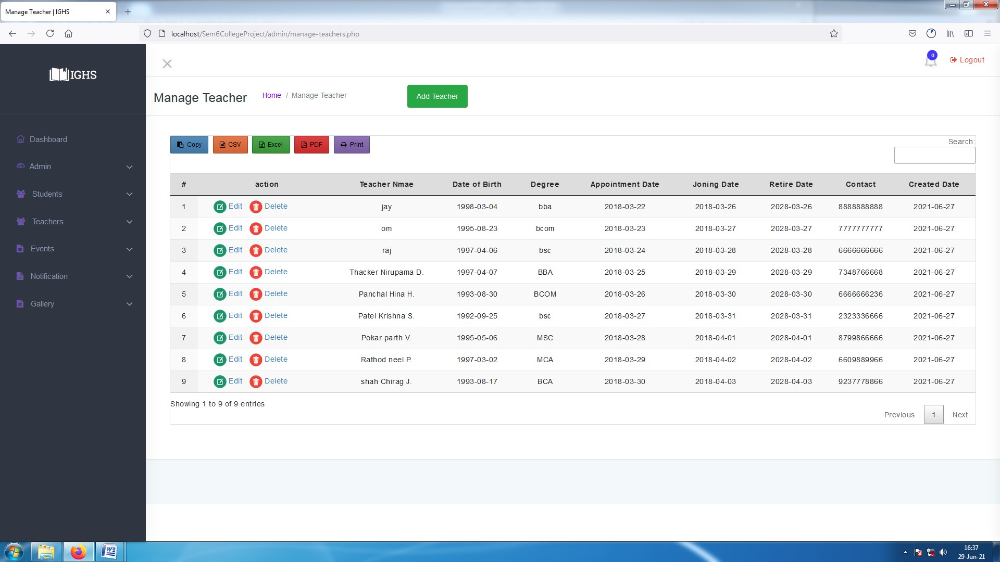 Manage Teacher | IGHS
localhost/Sem6CollegeProject/admin/manage-teachers.php
IGHS
0
Logout
Manage Teacher
Home / Manage Teacher
Add Teacher
Dashboard
Admin
Students
Teachers
Events
Notification
Gallery
Copy CSV Excel PDF Print
Search:
# action Teacher Nmae Date of Birth Degree Appointment Date Joning Date Retire Date Contact Created Date
1 Edit Delete jay 1998-03-04 bba 2018-03-22 2018-03-26 2028-03-26 8888888888 2021-06-27
2 Edit Delete om 1995-08-23 bcom 2018-03-23 2018-03-27 2028-03-27 7777777777 2021-06-27
3 Edit Delete raj 1997-04-06 bsc 2018-03-24 2018-03-28 2028-03-28 6666666666 2021-06-27
4 Edit Delete Thacker Nirupama D. 1997-04-07 BBA 2018-03-25 2018-03-29 2028-03-29 7348766668 2021-06-27
5 Edit Delete Panchal Hina H. 1993-08-30 BCOM 2018-03-26 2018-03-30 2028-03-30 6666666236 2021-06-27
6 Edit Delete Patel Krishna S. 1992-09-25 bsc 2018-03-27 2018-03-31 2028-03-31 2323336666 2021-06-27
7 Edit Delete Pokar parth V. 1995-05-06 MSC 2018-03-28 2018-04-01 2028-04-01 8799866666 2021-06-27
8 Edit Delete Rathod neel P. 1997-03-02 MCA 2018-03-29 2018-04-02 2028-04-02 6609889966 2021-06-27
9 Edit Delete shah Chirag J. 1993-08-17 BCA 2018-03-30 2018-04-03 2028-04-03 9237778866 2021-06-27
Showing 1 to 9 of 9 entries
Previous 1 Next
16:37
29-Jun-21